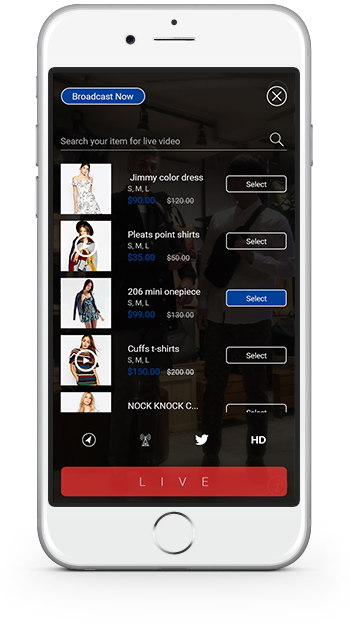 Broadcast Now
Search your item for live video
Jimmy color dress
S, M, L
$90.00 $120.00
Select
Pleats point shirts
S, M, L
$35.00 $50.00
Select
206 mini onepiece
S, M, L
$99.00 $130.00
Select
Cuffs t-shirts
S, M, L
$150.00 $200.00
Select
NOCK KNOCK C...
Select
HD
LIVE